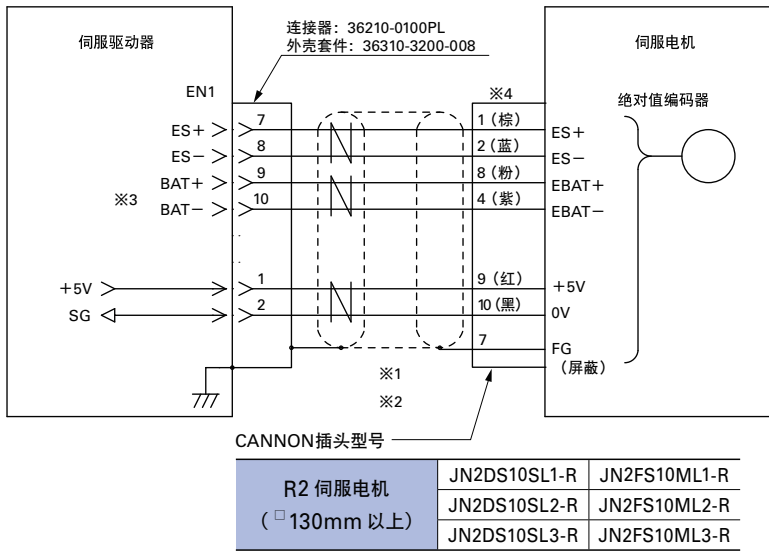 连接器：36210-0100PL
外壳套件：36310-3200-008
伺服驱动器
伺服电机
EN1
※4
绝对值编码器
ES+ 7 1（棕） ES+
ES− 8 2（蓝） ES−
BAT+ 9 8（粉） EBAT+
※3 BAT− 10 4（紫） EBAT−
+5V 1 9（红） +5V
SG 2 10（黑） 0V
7 FG
（屏蔽）
※1
※2
CANNON插头型号
R2 伺服电机
（□130mm 以上）
JN2DS10SL1-R JN2FS10ML1-R
JN2DS10SL2-R JN2FS10ML2-R
JN2DS10SL3-R JN2FS10ML3-R